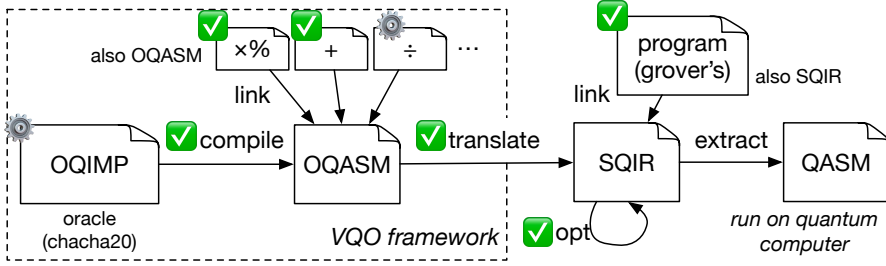 also OQASM
×%
+
÷
...
link
OQIMP
compile
OQASM
translate
oracle
(chacha20)
VQO framework
program
(grover's)
also SQIR
link
SQIR
extract
QASM
opt
run on quantum
computer